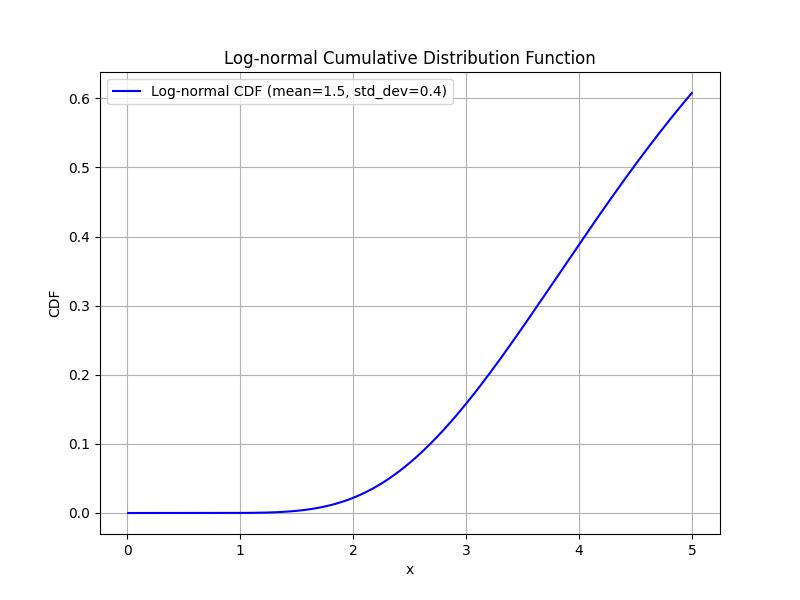 Log-normal Cumulative Distribution Function
Log-normal CDF (mean=1.5, std_dev=0.4)
0.6
0.5
0.4
0.3
0.2
0.1
0.0
CDF
0 1 2 3 4 5
x